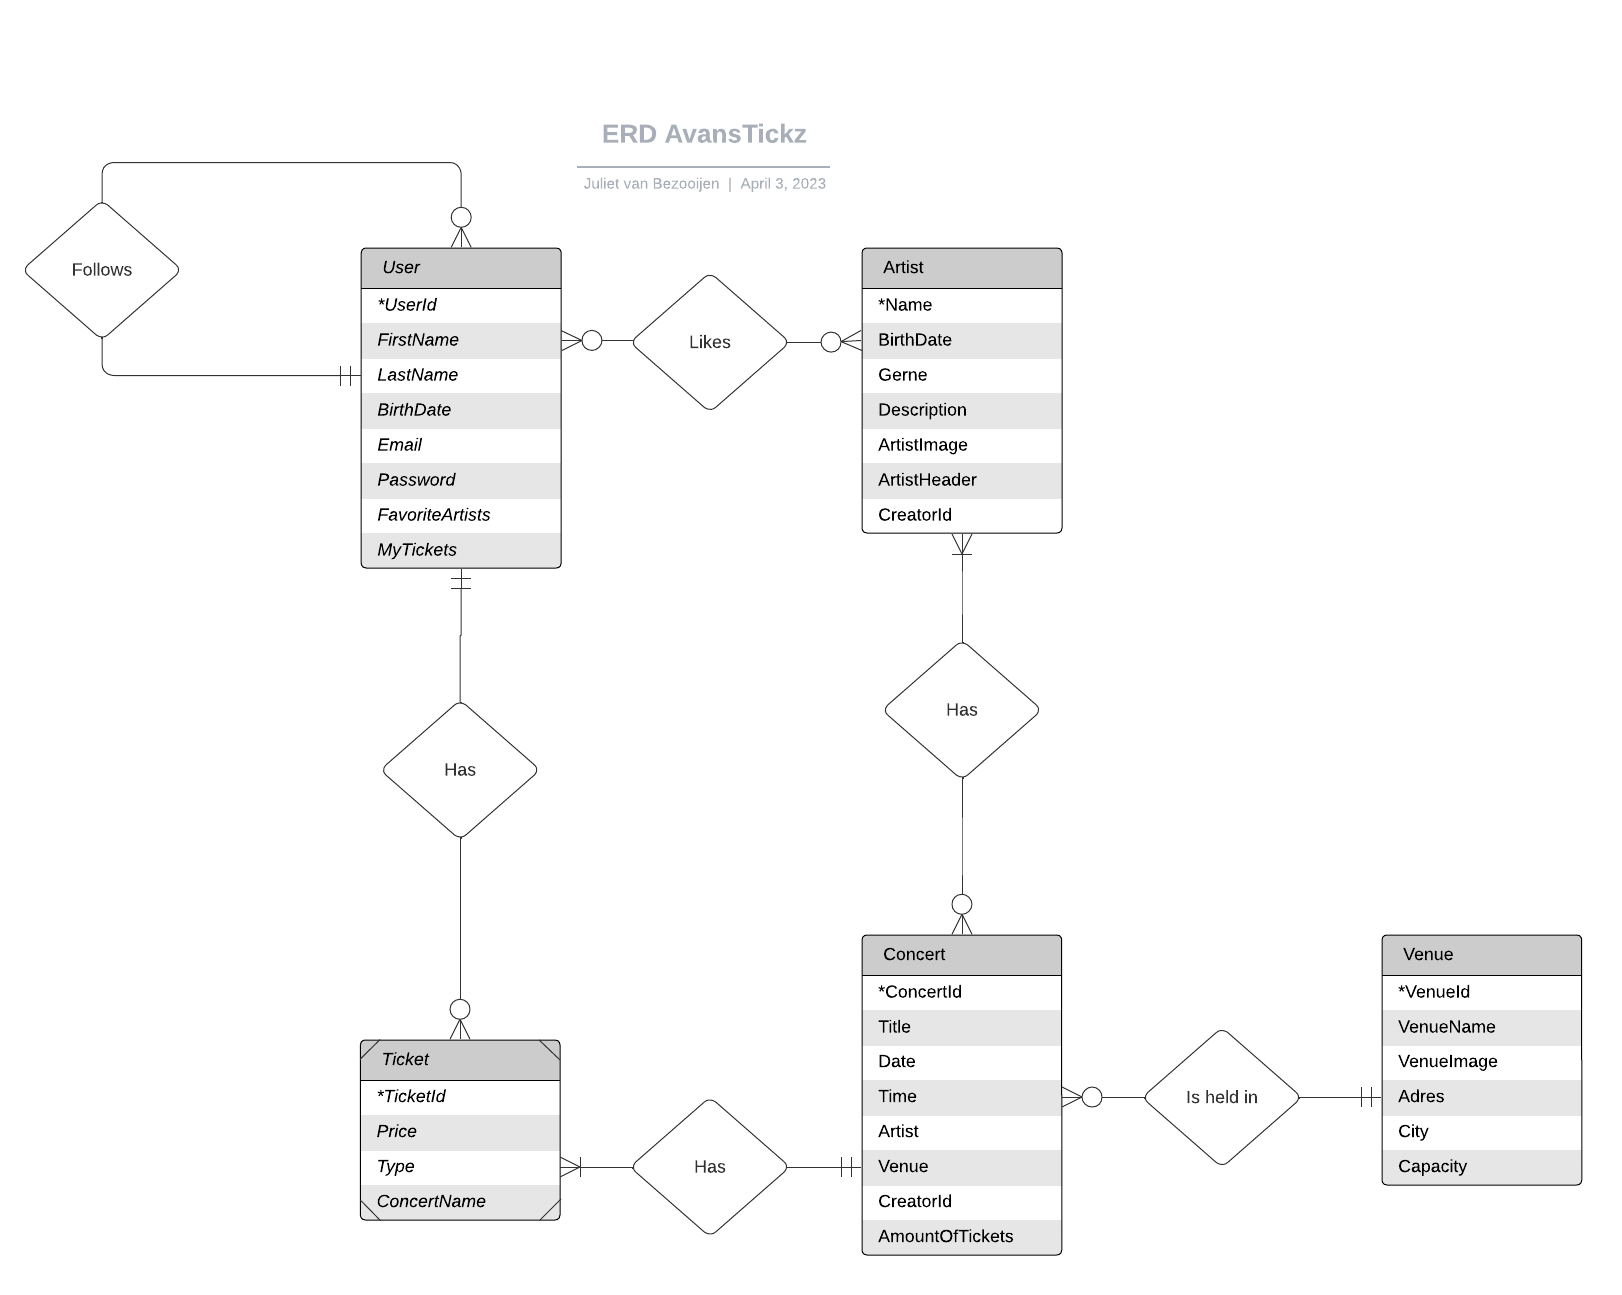 ERD AvansTickz
Juliet van Bezooijen | April 3, 2023
Follows
User
*UserId
FirstName
LastName
BirthDate
Email
Password
FavoriteArtists
MyTickets
Likes
Artist
*Name
BirthDate
Gerne
Description
ArtistImage
ArtistHeader
CreatorId
Has
Has
Ticket
*TicketId
Price
Type
ConcertName
Has
Concert
*ConcertId
Title
Date
Time
Artist
Venue
CreatorId
AmountOfTickets
Is held in
Venue
*VenueId
VenueName
VenueImage
Adres
City
Capacity